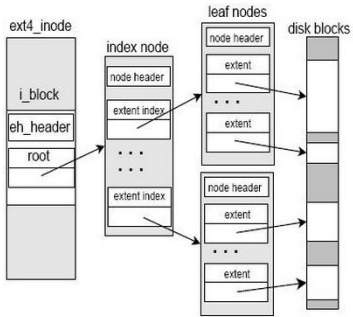 ext4_inode
i_block
eh_header
root
index node
node header
extent index
. . .
. . .
extent index
leaf nodes
node header
extent
. . .
extent
node header
extent
. . .
extent
disk blocks